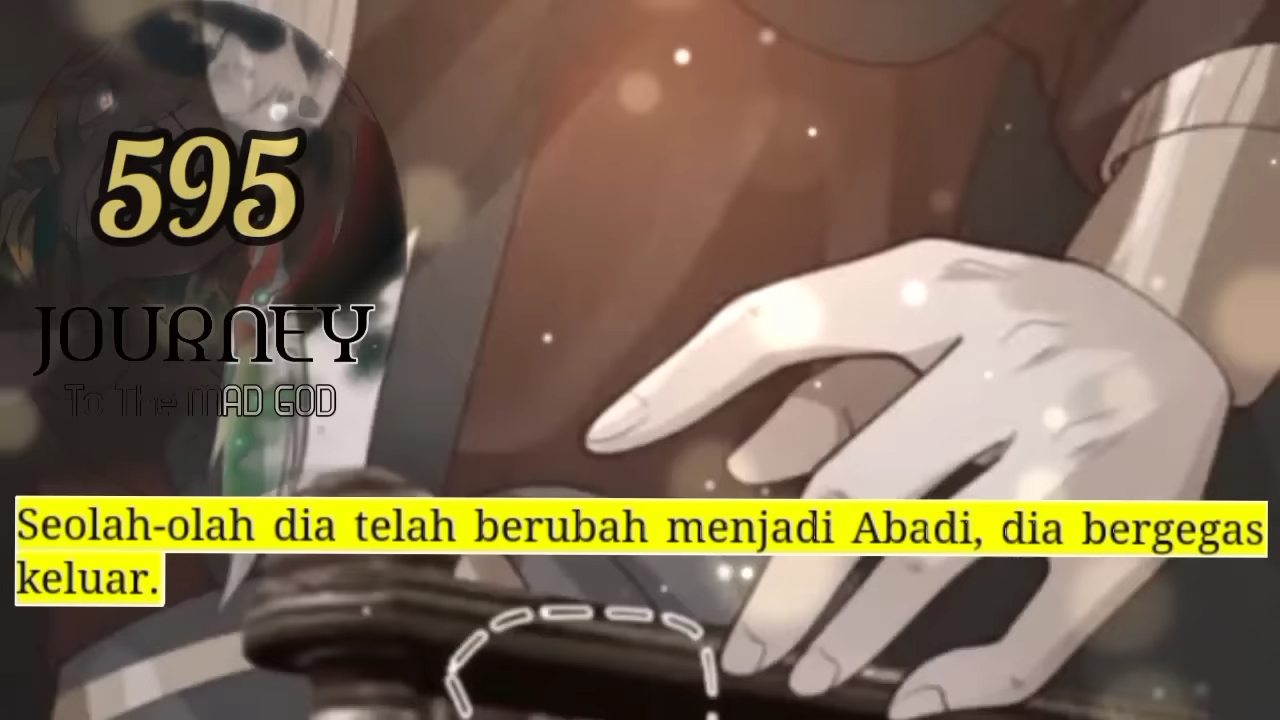 595
JOURNEY
To The MAD GOD
Seolah-olah dia telah berubah menjadi Abadi, dia bergegas
keluar.